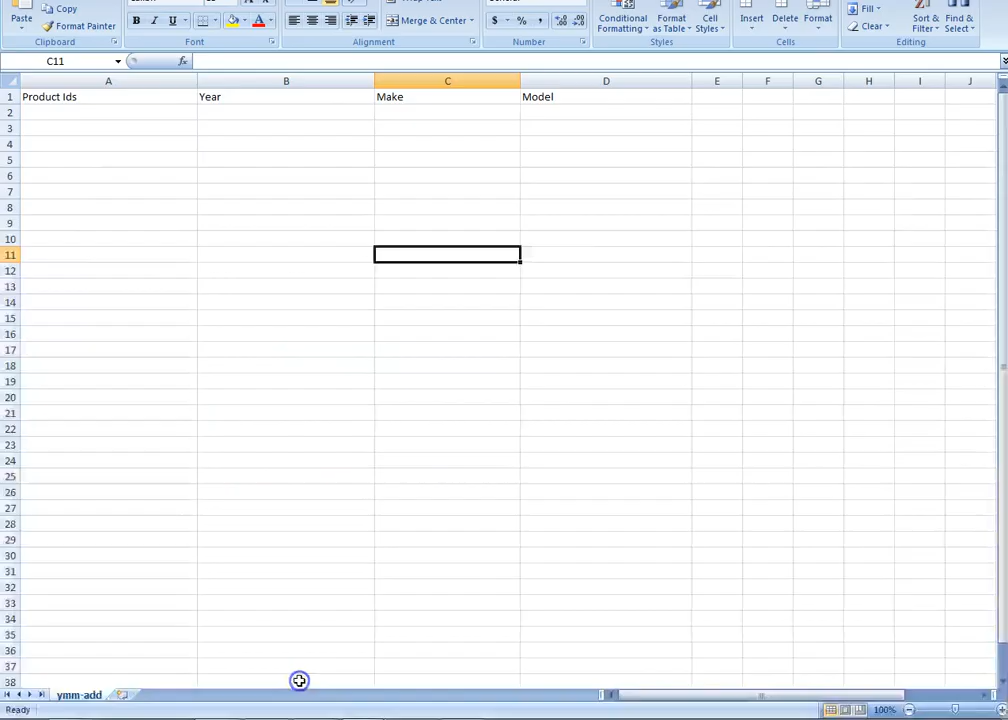 Paste
Copy
Format Painter
B I U
A
Merge & Center
$ % ,
Conditional Formatting
Format as Table
Cell Styles
Insert
Delete
Format
Fill
Clear
Sort & Filter
Find & Select
Clipboard
Font
Alignment
Number
Styles
Cells
Editing
C11
fx
A B C D E F G H I J
1 Product Ids Year Make Model
2
3
4
5
6
7
8
9
10
11
12
13
14
15
16
17
18
19
20
21
22
23
24
25
26
27
28
29
30
31
32
33
34
35
36
37
38
ymm-add
Ready
100%